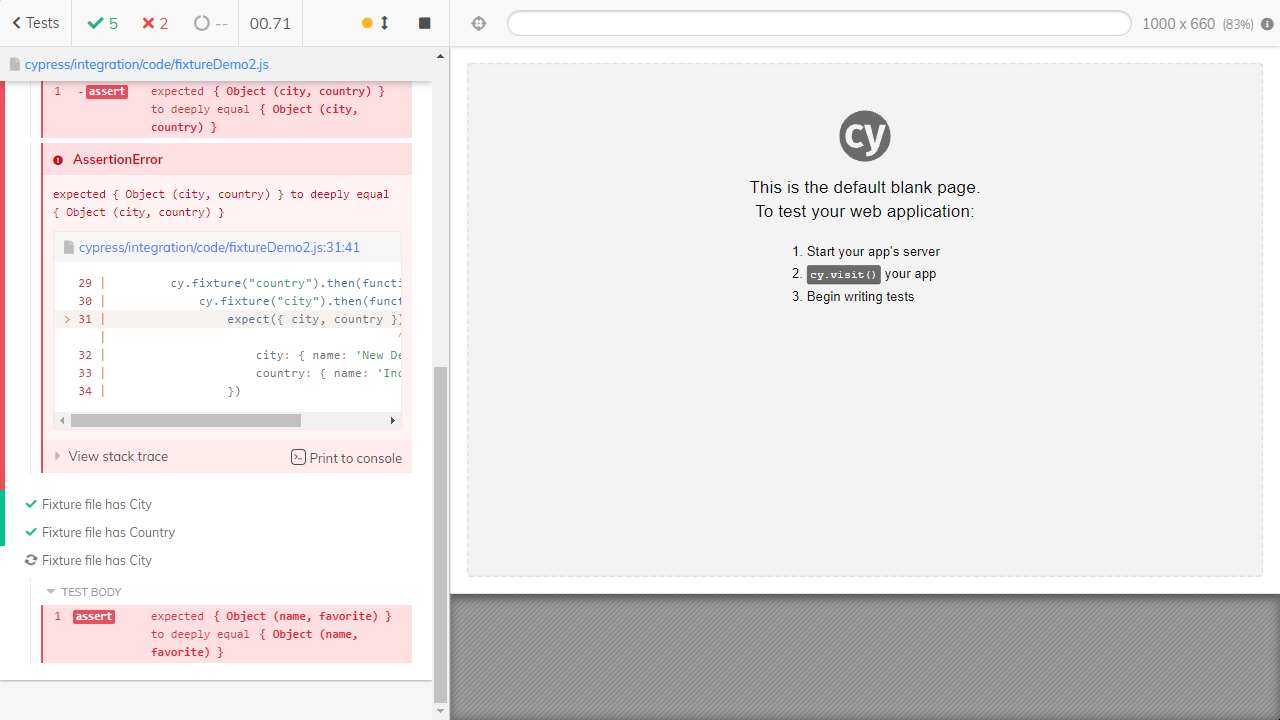 Tests
5
2
--
00.71
1000 x 660 (83%)
cypress/integration/code/fixtureDemo2.js
1 -assert expected { Object (city, country) }
to deeply equal { Object (city,
country) }
AssertionError
expected { Object (city, country) } to deeply equal
{ Object (city, country) }
cypress/integration/code/fixtureDemo2.js:31:41
29 | cy.fixture("country").then(functi
30 | cy.fixture("city").then(funct
> 31 | expect({ city, country })
|
32 | city: { name: 'New De
33 | country: { name: 'Ind
34 | })
View stack trace
Print to console
Fixture file has City
Fixture file has Country
Fixture file has City
TEST BODY
1 assert expected { Object (name, favorite) }
to deeply equal { Object (name,
favorite) }
cy
This is the default blank page.
To test your web application:
1. Start your app's server
2. cy.visit() your app
3. Begin writing tests